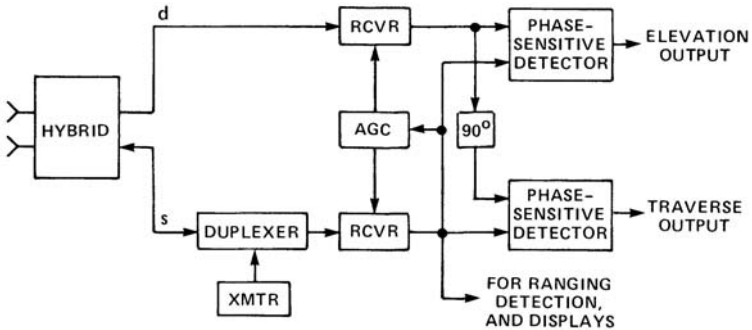 d
RCVR
PHASE-
SENSITIVE
DETECTOR
ELEVATION
OUTPUT
HYBRID
AGC
90°
s
DUPLEXER
RCVR
PHASE-
SENSITIVE
DETECTOR
TRAVERSE
OUTPUT
XMTR
FOR RANGING
DETECTION,
AND DISPLAYS